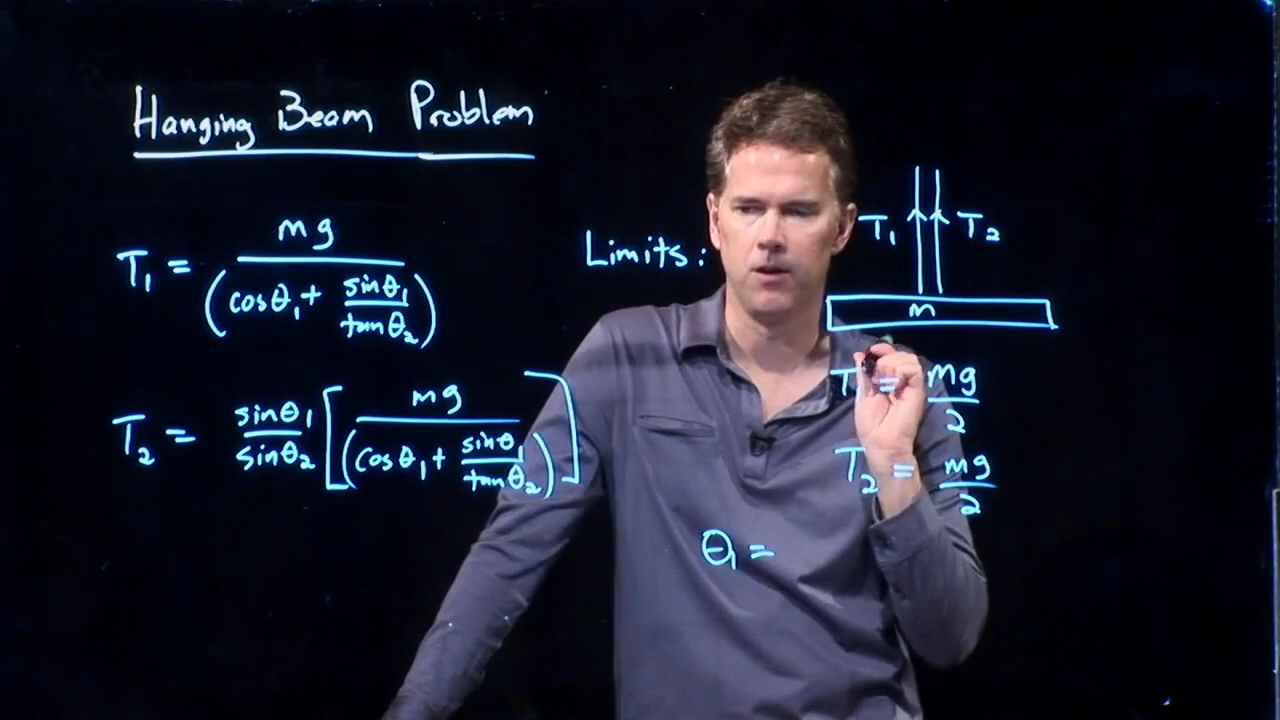 Hanging Beam Problem
T₁ = mg / (cosθ₁ + sinθ₁/tanθ₂)
T₂ = sinθ₁/sinθ₂ [mg / (cosθ₁ + sinθ₁/tanθ₂)]
Limits:
T₁ T₂
m
T = mg/2
T₂ = mg/2
θ₁ =